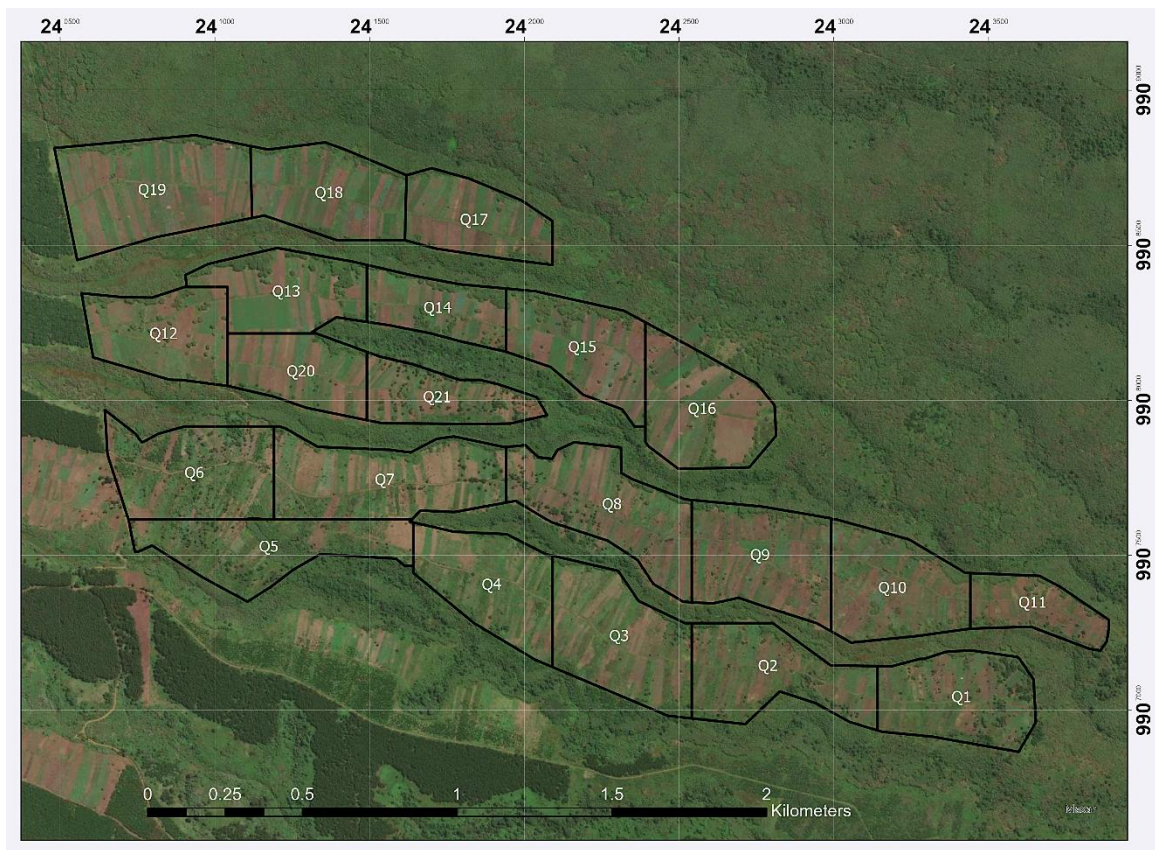 24 0500 24 1000 24 1500 24 2000 24 2500 24 3000 24 3500
990 9000
Q19 Q18 Q17
990 8500
Q13 Q14
Q12 Q15
Q20 Q21 Q16
990 8000
Q6 Q7 Q8
Q5 Q9
990 7500
Q4 Q10 Q11
Q3 Q2 Q1
990 7000
0 0.25 0.5 1 1.5 2
Kilometers
Maxar